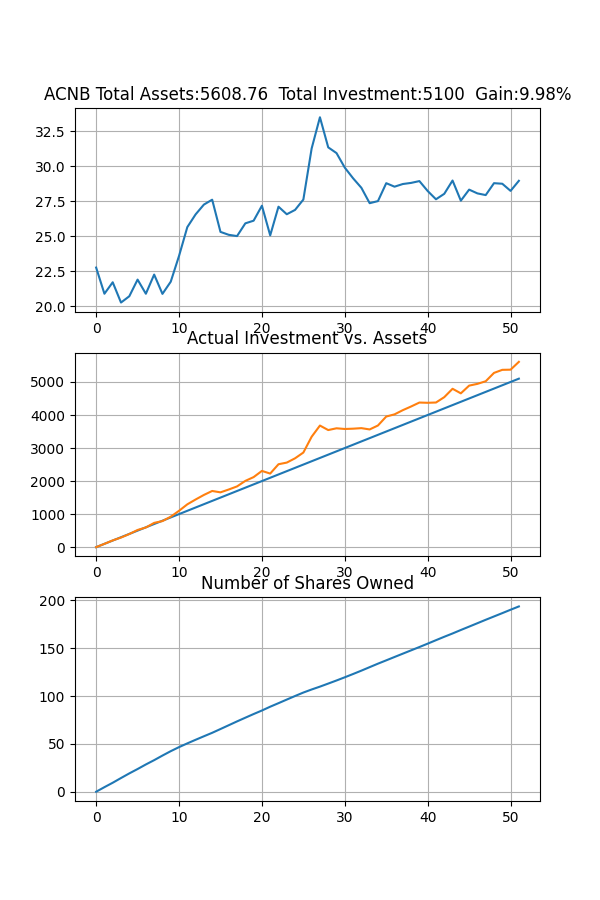 ACNB Total Assets:5608.76  Total Investment:5100  Gain:9.98%
32.5
30.0
27.5
25.0
22.5
20.0
0 10 20 30 40 50
Actual Investment vs. Assets
5000
4000
3000
2000
1000
0
0 10 20 30 40 50
Number of Shares Owned
200
150
100
50
0
0 10 20 30 40 50